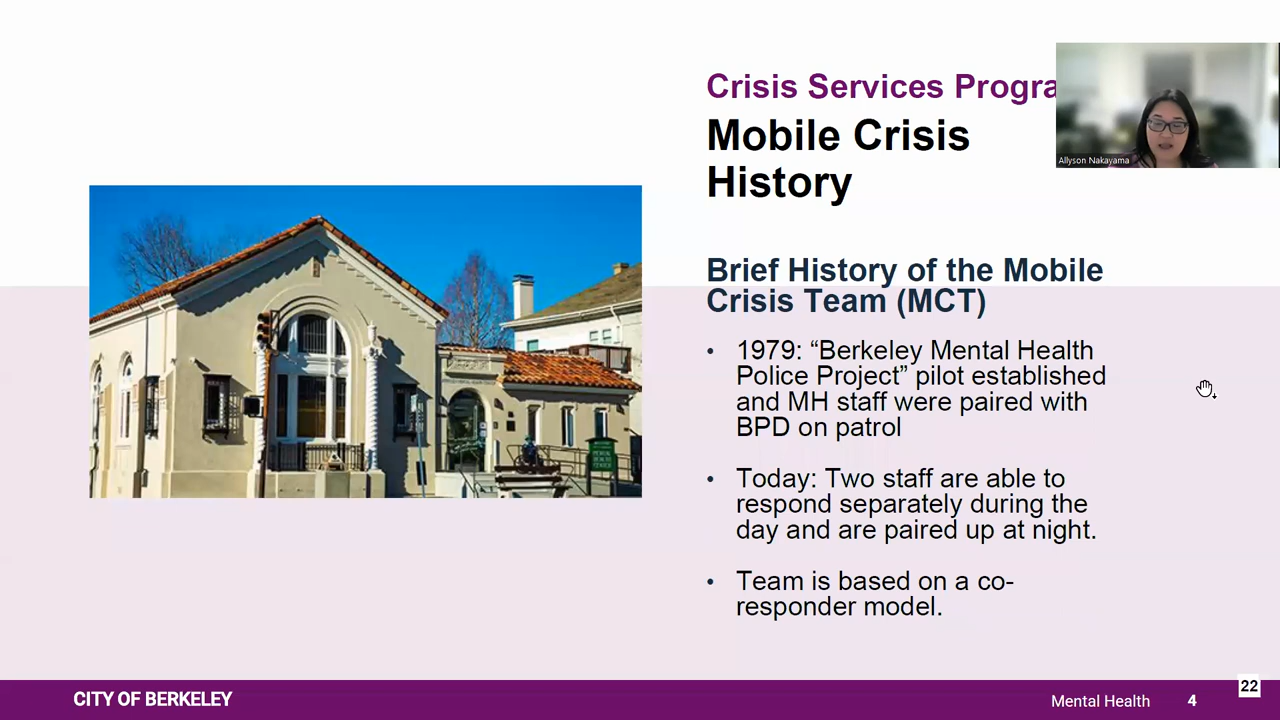 Crisis Services Progra
Mobile Crisis
History
Allyson Nakayama
Brief History of the Mobile
Crisis Team (MCT)
• 1979: “Berkeley Mental Health
Police Project” pilot established
and MH staff were paired with
BPD on patrol
• Today: Two staff are able to
respond separately during the
day and are paired up at night.
• Team is based on a co-
responder model.
CITY OF BERKELEY
Mental Health
4
22